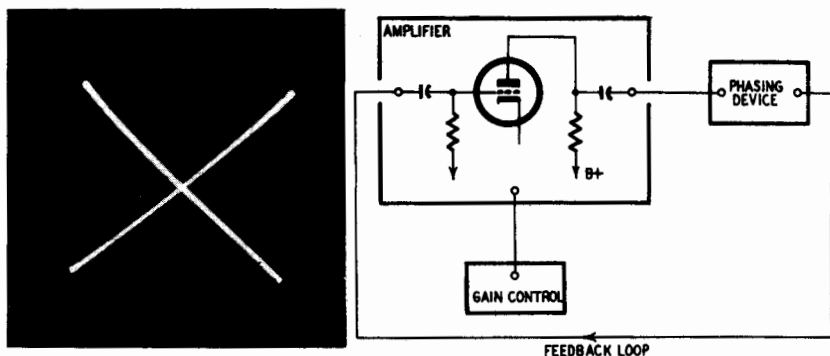 AMPLIFIER
PHASING
DEVICE
B+
GAIN CONTROL
FEEDBACK LOOP